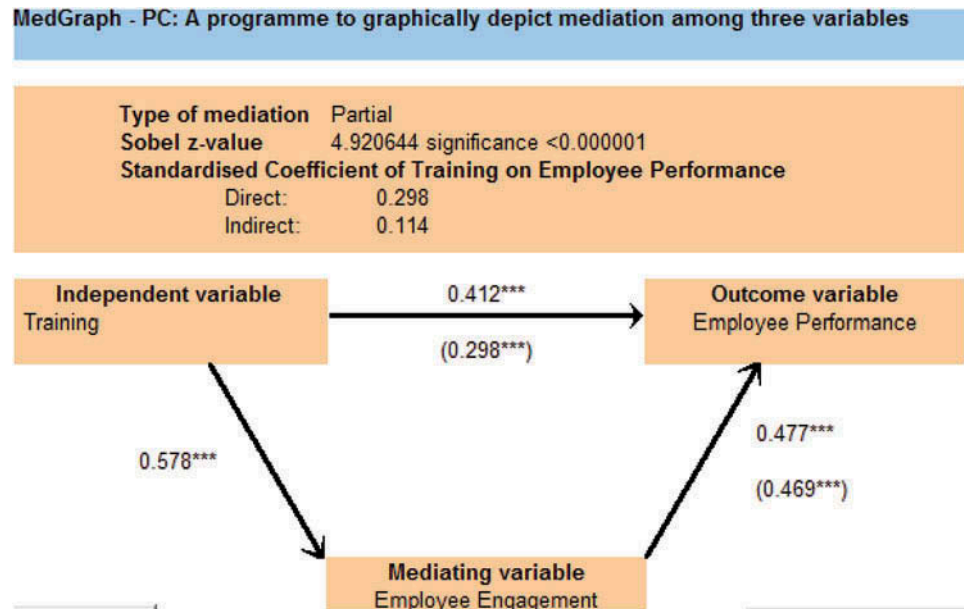 MedGraph - PC: A programme to graphically depict mediation among three variables
Type of mediation Partial
Sobel z-value 4.920644 significance <0.000001
Standardised Coefficient of Training on Employee Performance
Direct: 0.298
Indirect: 0.114
Independent variable
Training
0.412***
(0.298***)
Outcome variable
Employee Performance
0.578***
0.477***
(0.469***)
Mediating variable
Employee Engagement